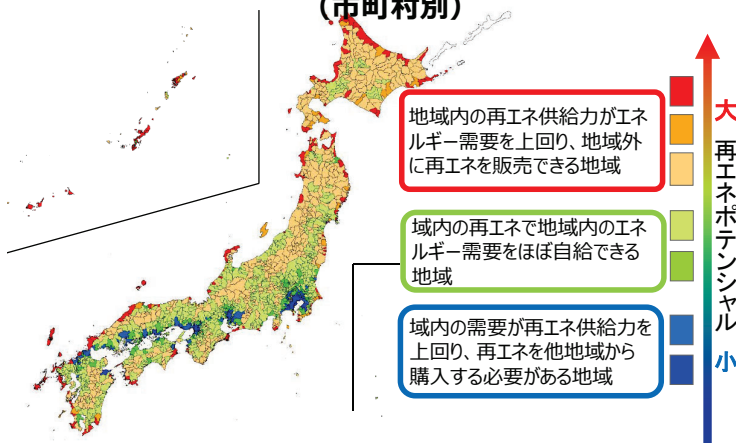 (市町村別)
地域内の再エネ供給力がエネ
ルギー需要を上回り、地域外
に再エネを販売できる地域
域内の再エネで地域内のエネ
ルギー需要をほぼ自給できる
地域
域内の需要が再エネ供給力を
上回り、再エネを他地域から
購入する必要がある地域
大
再エネポテンシャル
小